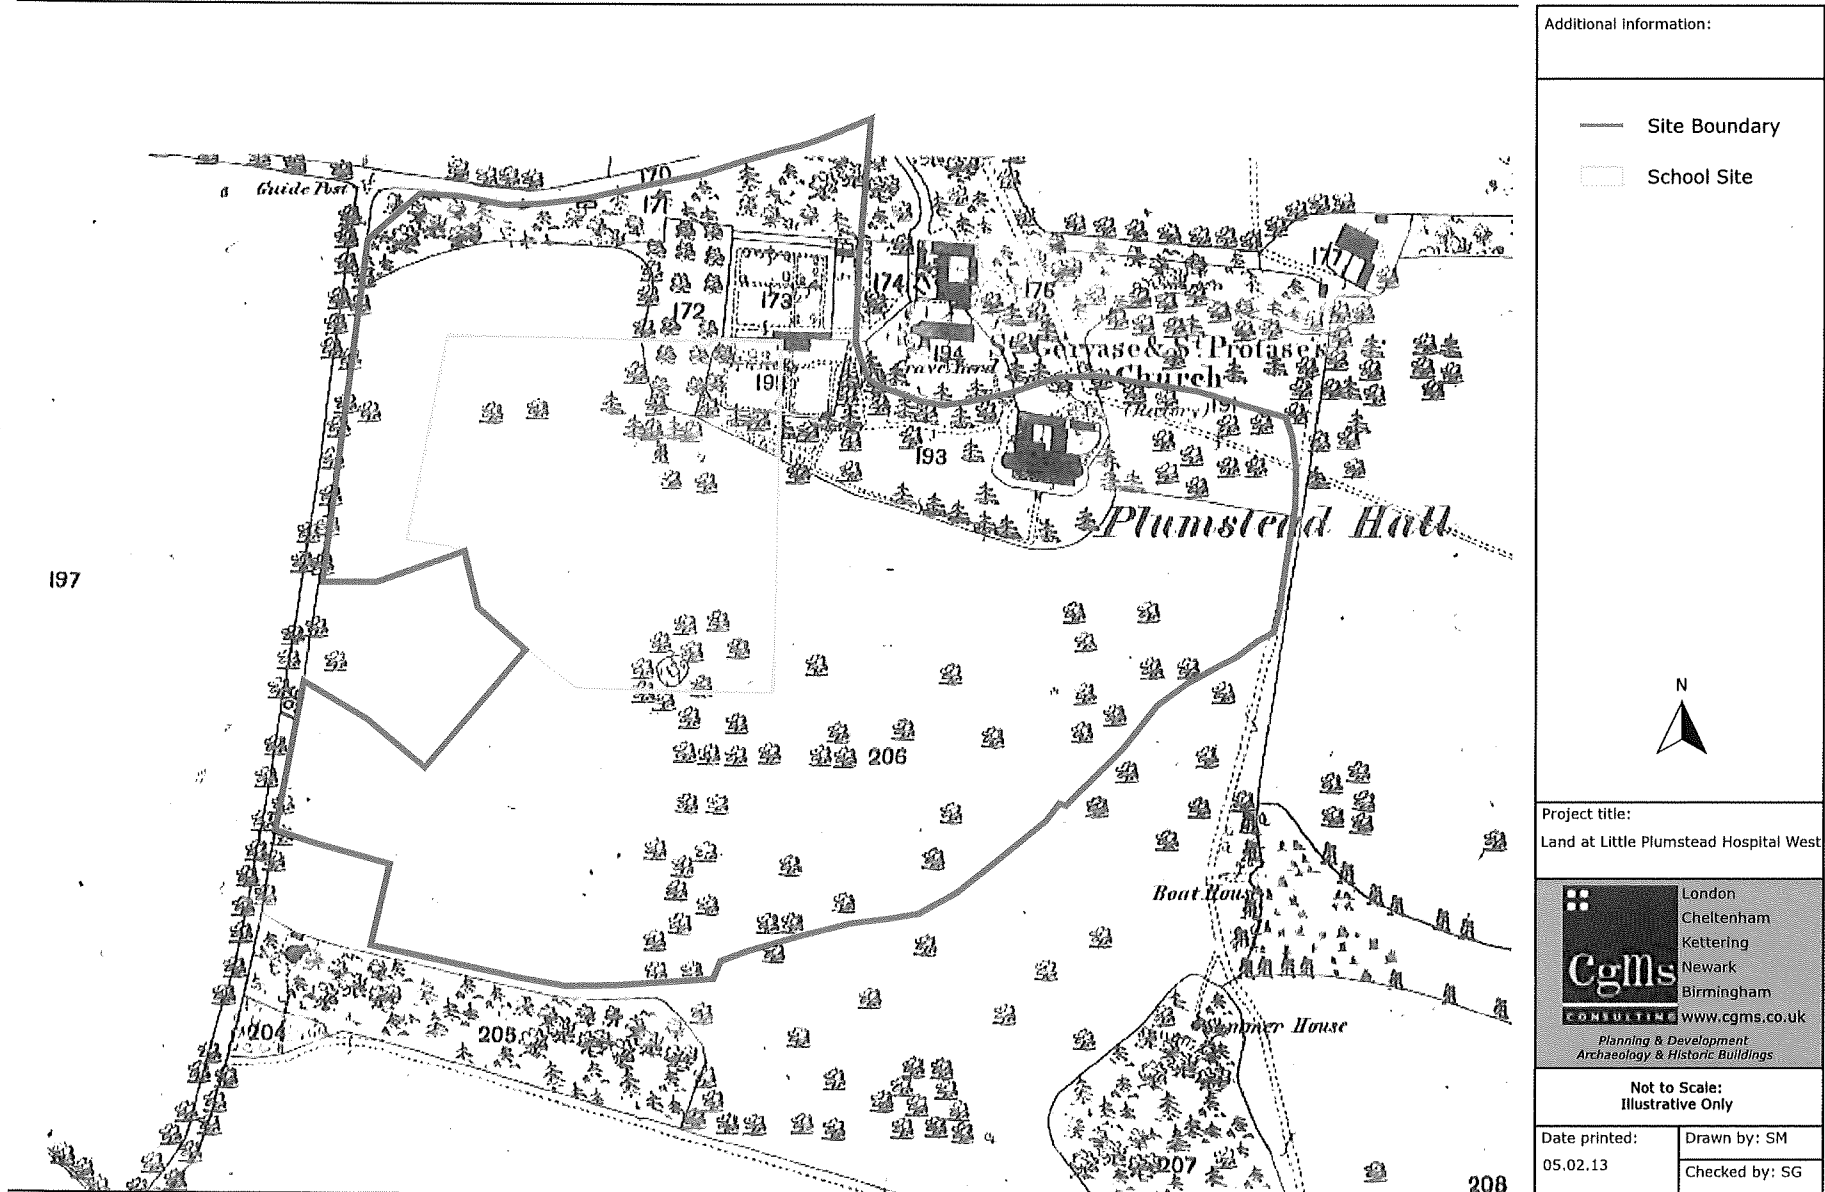 Guide Post
170
171
177
173
174
176
172
194
St Gervase & St Protase's
Church
(Rectory)
193
Plumstead Hall
197
206
Boat House
Summer House
204
205
207
208
Additional information:
Site Boundary
School Site
N
Project title:
Land at Little Plumstead Hospital West
London
Cheltenham
Kettering
Newark
Birmingham
www.cgms.co.uk
CgMs
CONSULTING
Planning & Development
Archaeology & Historic Buildings
Not to Scale:
Illustrative Only
Date printed:
05.02.13
Drawn by: SM
Checked by: SG